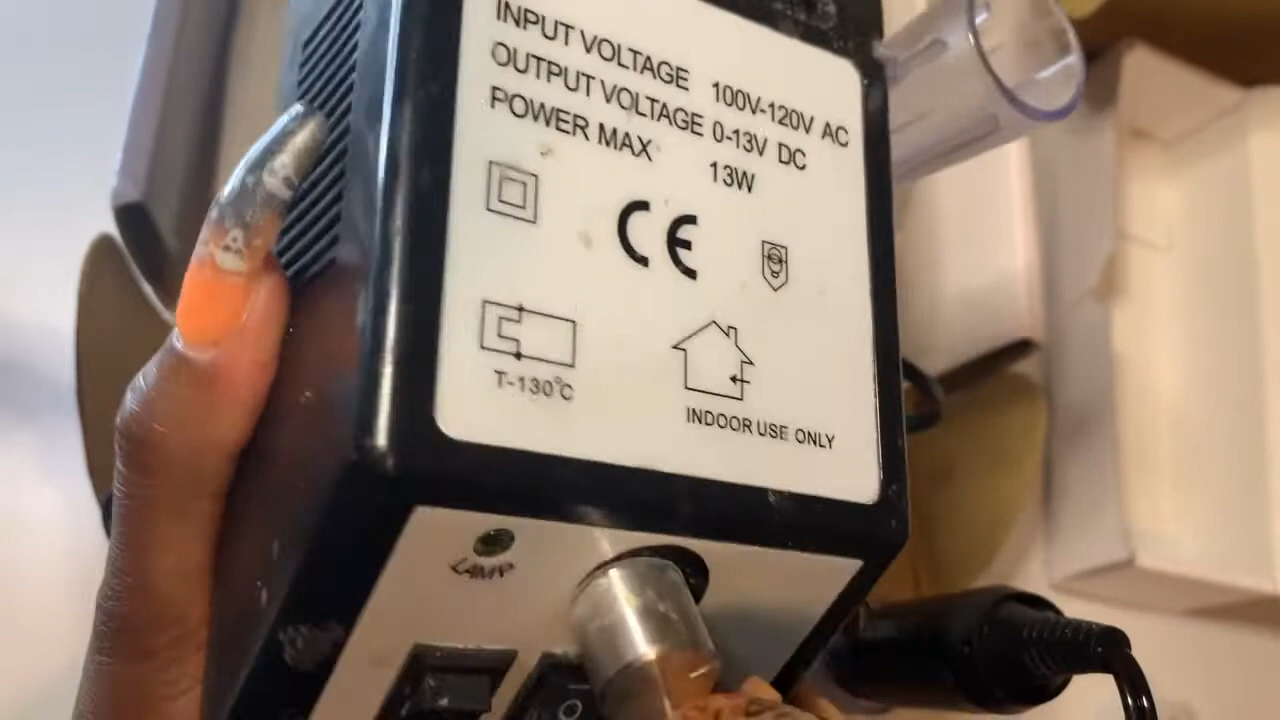 INPUT VOLTAGE 100V-120V AC
OUTPUT VOLTAGE 0-13V DC
POWER MAX 13W
CE
T-130°C
INDOOR USE ONLY
LAMP